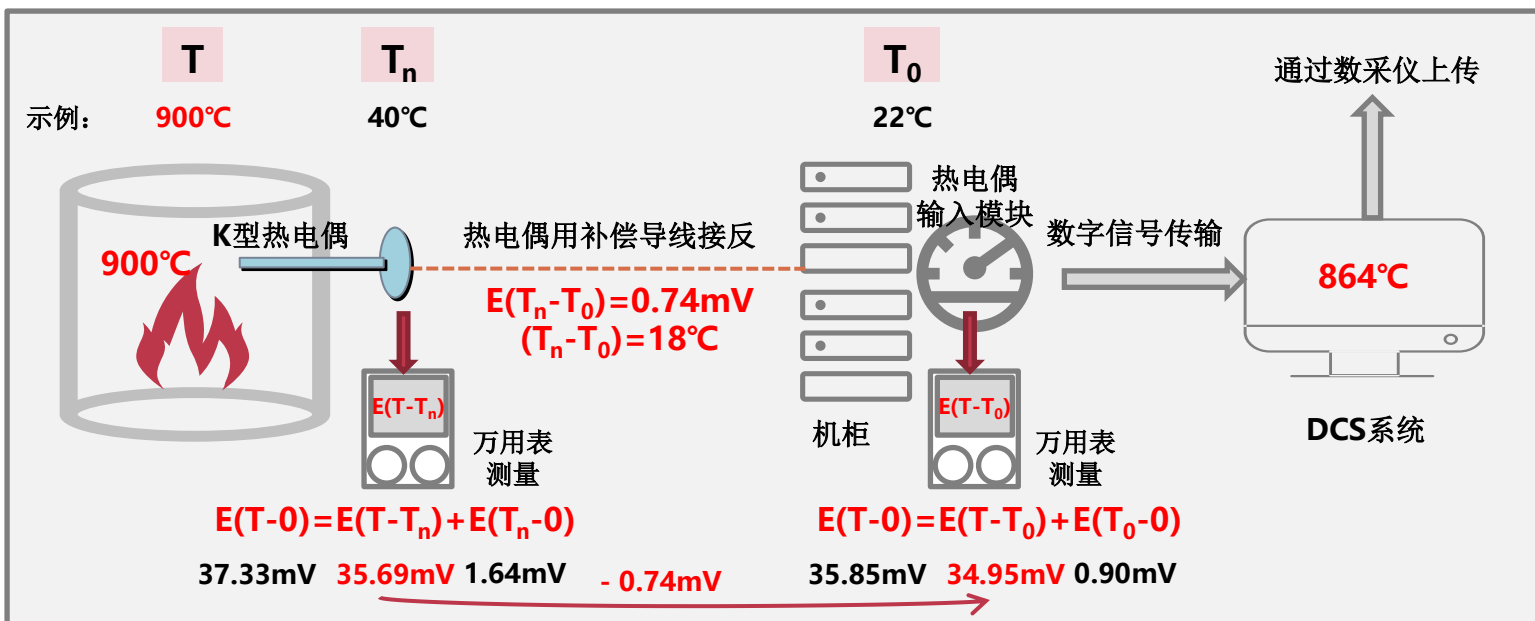 T
Tn
T0
示例：
900℃
40℃
22℃
通过数采仪上传
900℃
K型热电偶
热电偶用补偿导线接反
E(Tn-T0)=0.74mV
(Tn-T0)=18℃
热电偶
输入模块
数字信号传输
864℃
E(T-Tn)
万用表
测量
机柜
E(T-T0)
万用表
测量
DCS系统
E(T-0)=E(T-Tn)+E(Tn-0)
E(T-0)=E(T-T0)+E(T0-0)
37.33mV 35.69mV 1.64mV
- 0.74mV
35.85mV 34.95mV 0.90mV